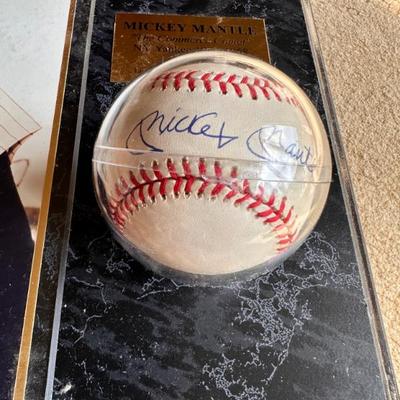 MICKEY MANTLE
"The Commerce Comet"
NY Yankees
Mickey Mantle